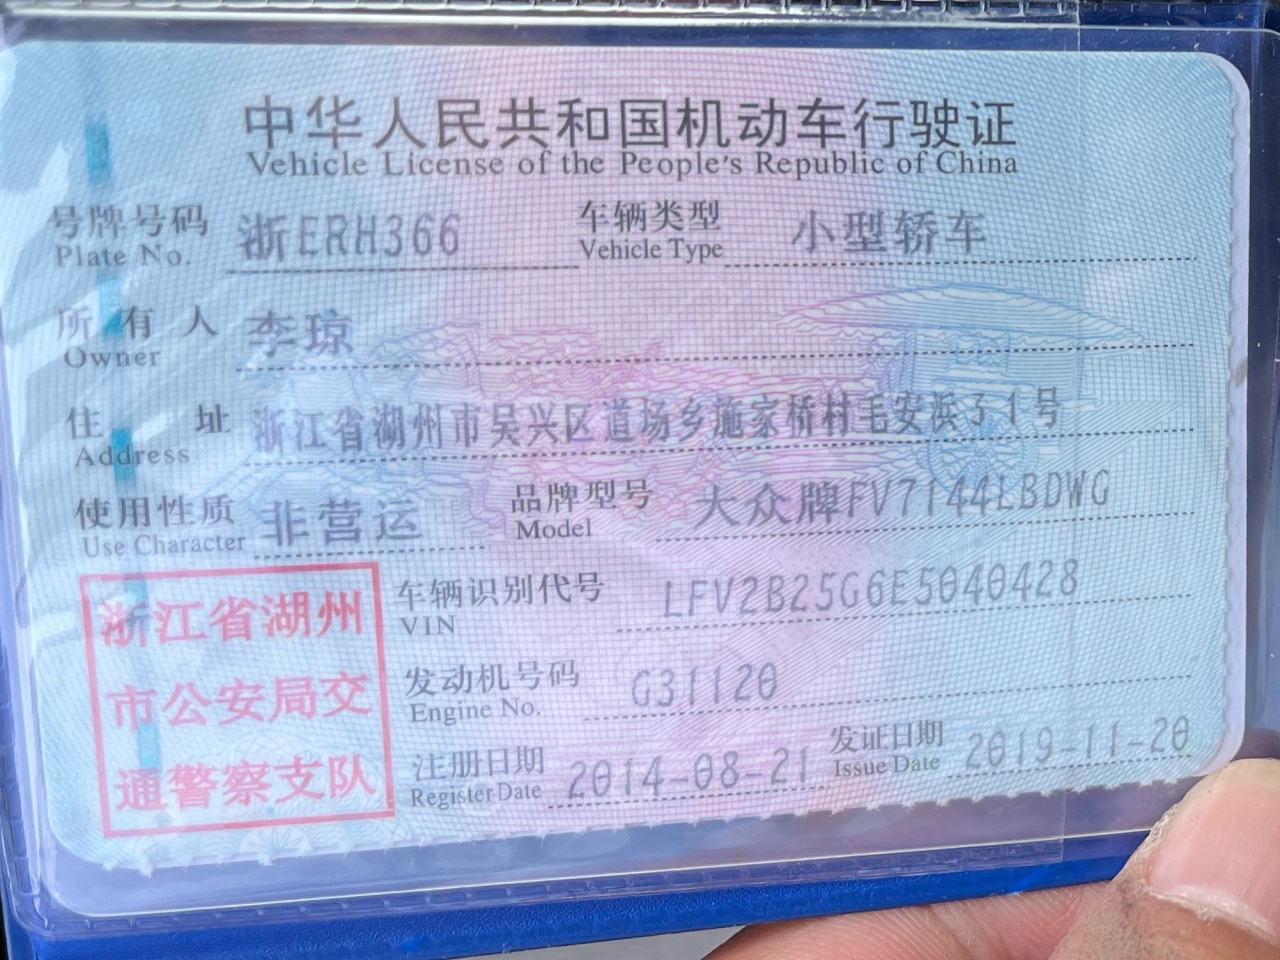 中华人民共和国机动车行驶证
Vehicle License of the People's Republic of China
号牌号码 浙ERH366 车辆类型 小型轿车
Plate No. Vehicle Type
所有人 李琼
Owner
住址 浙江省湖州市吴兴区道场乡施家桥村毛安浜31号
Address
使用性质 非营运 品牌型号 大众牌FV7144LBDWG
Use Character Model
浙江省湖州
市公安局交
通警察支队
车辆识别代号 LFV2B25G6E5040428
VIN
发动机号码 G31120
Engine No.
注册日期 2014-08-21 发证日期 2019-11-20
Register Date Issue Date